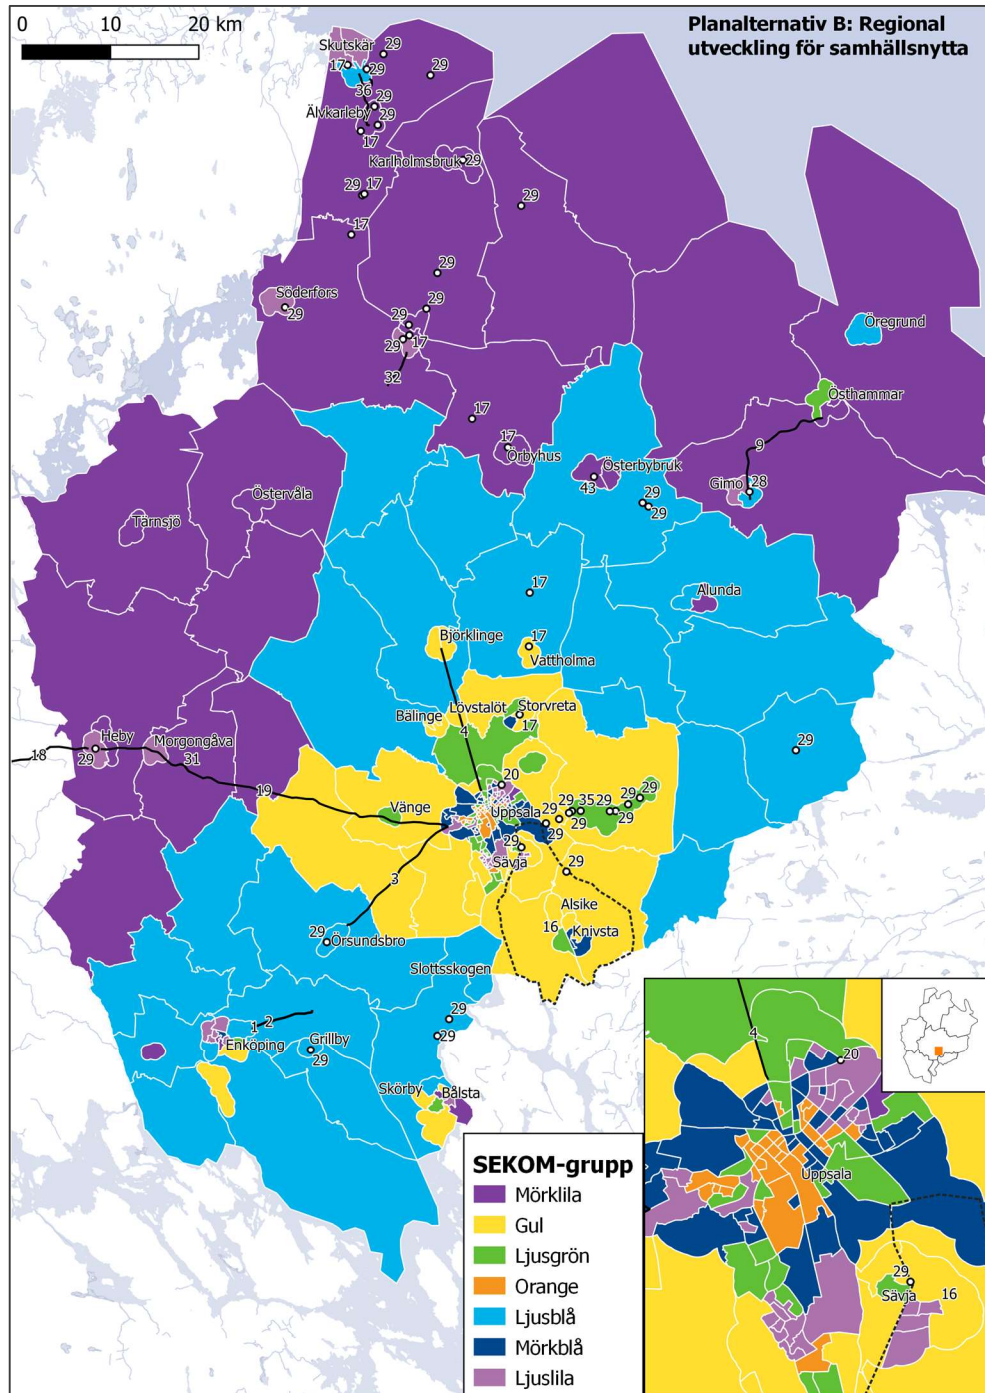 0 10 20 km
Planalternativ B: Regional
utveckling för samhällsnytta
Skutskär
29
17
29
29
36
29
Älvkarleby
29
17
Karlholmsbruk
29
29
17
29
17
29
Söderfors
29
29
29
29
17
32
Öregrund
Östhammar
9
17
17
Örbyhus
Österbybruk
43
Gimo
28
29
29
Östervåla
Tärnsjö
17
Alunda
Björklinge
17
Vattholma
Lövstalöt
Storvreta
Bälinge
17
4
Heby
Morgongåva
18
29
31
29
19
20
Vänge
Uppsala
29
29
35
29
29
29
29
29
29
29
Sävja
29
3
Alsike
16
Knivsta
29
Örsundsbro
Slottsskogen
29
1
2
29
Enköping
Grillby
29
Skörby
Bålsta
4
20
Uppsala
29
Sävja
16
SEKOM-grupp
Mörklila
Gul
Ljusgrön
Orange
Ljusblå
Mörkblå
Ljuslila